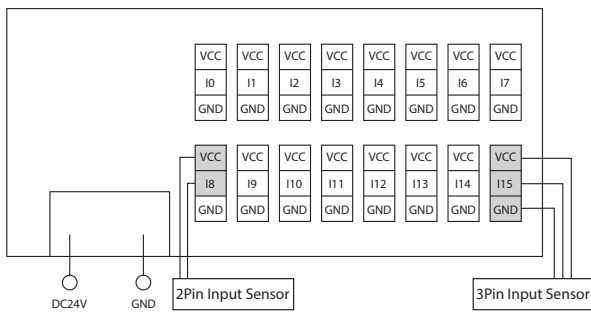 VCC VCC VCC VCC VCC VCC VCC VCC
I0 I1 I2 I3 I4 I5 I6 I7
GND GND GND GND GND GND GND GND
VCC VCC VCC VCC VCC VCC VCC VCC
I8 I9 I10 I11 I12 I13 I14 I15
GND GND GND GND GND GND GND GND
DC24V GND 2Pin Input Sensor 3Pin Input Sensor